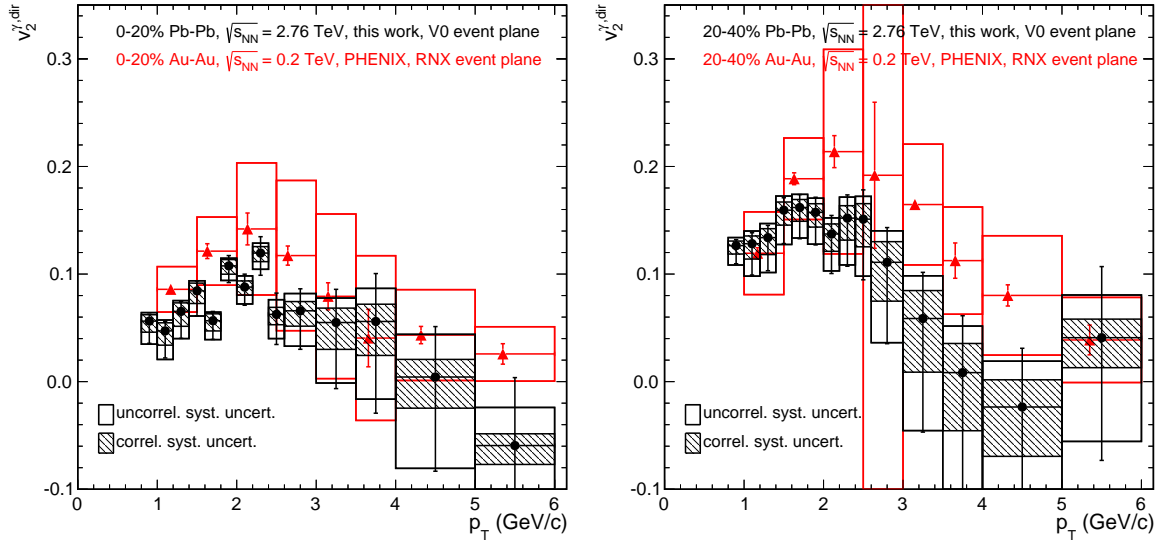 v₂^γ,dir
0-20% Pb-Pb, √s_NN = 2.76 TeV, this work, V0 event plane
0-20% Au-Au, √s_NN = 0.2 TeV, PHENIX, RNX event plane
0.3
0.2
0.1
0.0
-0.1
uncorrel. syst. uncert.
correl. syst. uncert.
0 1 2 3 4 5 6
p_T (GeV/c)
v₂^γ,dir
20-40% Pb-Pb, √s_NN = 2.76 TeV, this work, V0 event plane
20-40% Au-Au, √s_NN = 0.2 TeV, PHENIX, RNX event plane
0.3
0.2
0.1
0.0
-0.1
uncorrel. syst. uncert.
correl. syst. uncert.
0 1 2 3 4 5 6
p_T (GeV/c)